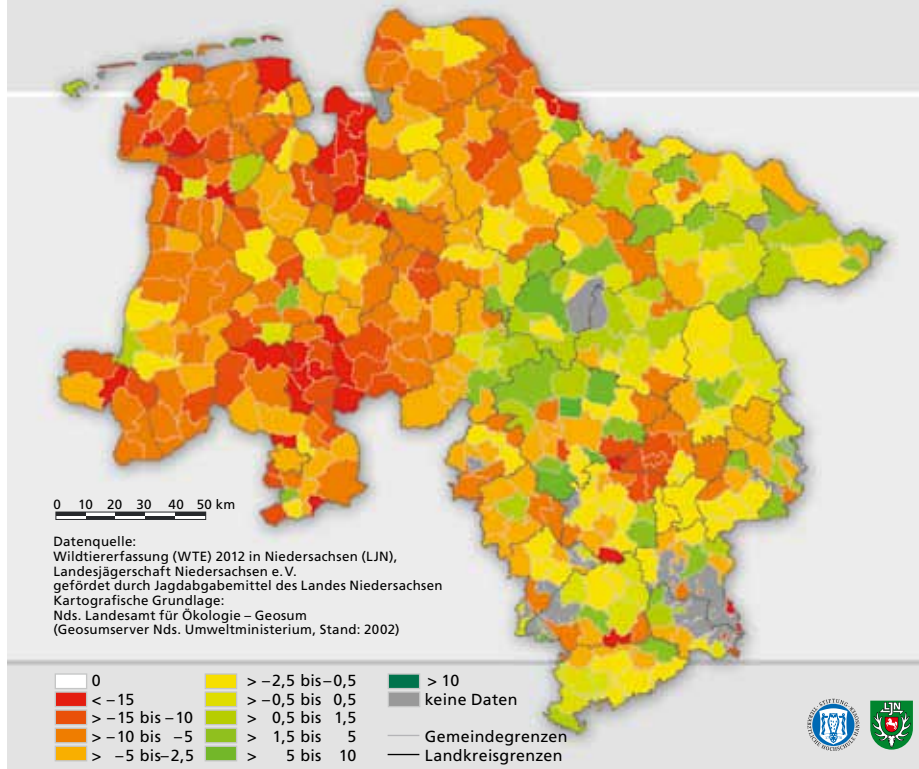 0 10 20 30 40 50 km
Datenquelle:
Wildtiererfassung (WTE) 2012 in Niedersachsen (LJN),
Landesjägerschaft Niedersachsen e. V.
gefördet durch Jagdabgabemittel des Landes Niedersachsen
Kartografische Grundlage:
Nds. Landesamt für Ökologie – Geosum
(Geosumserver Nds. Umweltministerium, Stand: 2002)
0
< −15
> −15 bis −10
> −10 bis −5
> −5 bis −2,5
> −2,5 bis −0,5
> −0,5 bis 0,5
> 0,5 bis 1,5
> 1,5 bis 5
> 5 bis 10
> 10
keine Daten
Gemeindegrenzen
Landkreisgrenzen
LJN